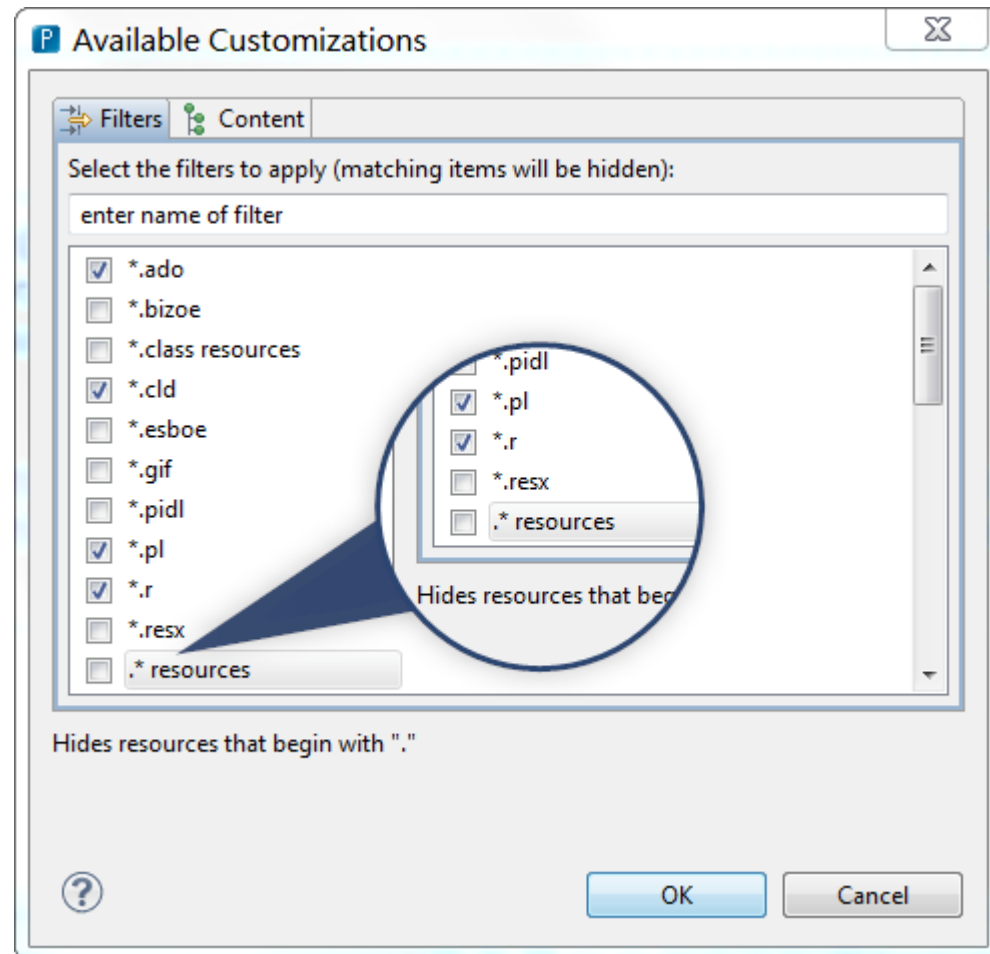 P Available Customizations
Filters Content
Select the filters to apply (matching items will be hidden):
enter name of filter
*.ado
*.bizoe
*.class resources
*.cld
*.esboe
*.gif
*.pidl
*.pl
*.r
*.resx
.* resources
*.pidl
*.pl
*.r
*.resx
.* resources
Hides resources that beg
Hides resources that begin with "."
? OK Cancel